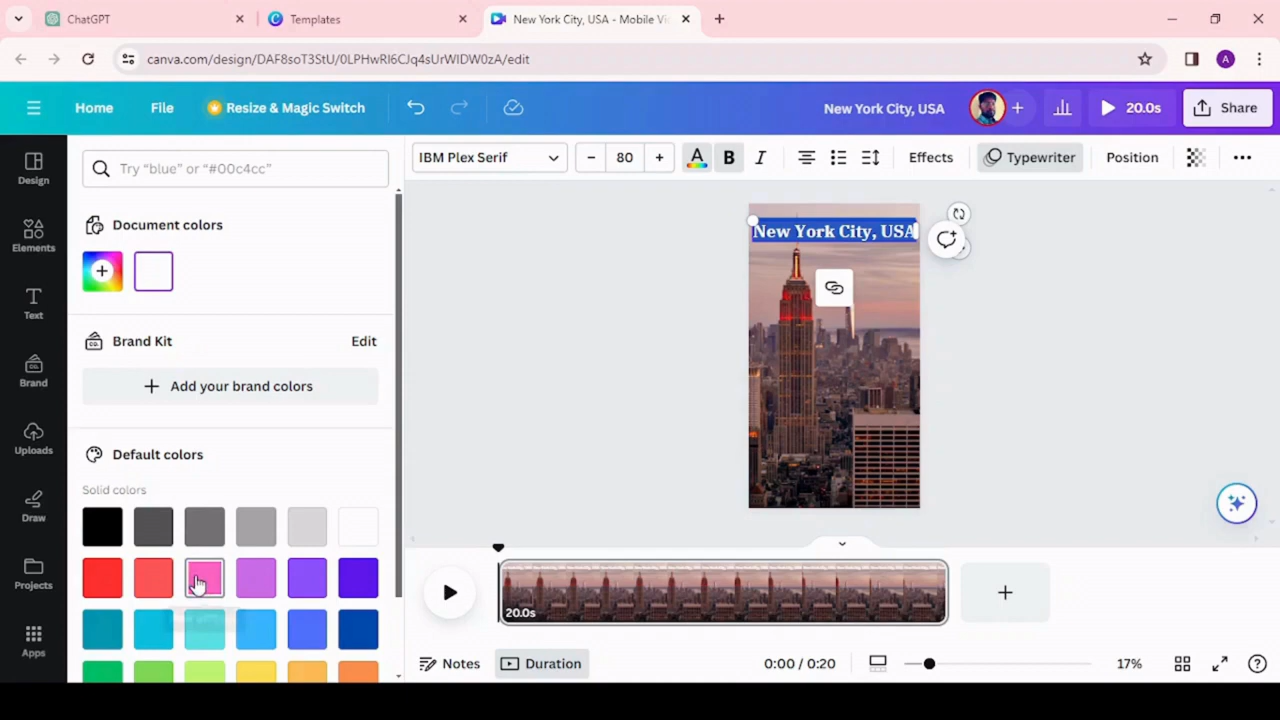 ChatGPT
Templates
New York City, USA - Mobile Vi
canva.com/design/DAF8soT3StU/0LPHwRl6CJq4sUrWlDW0zA/edit
A
Home
File
Resize & Magic Switch
New York City, USA
20.0s
Share
Design
Elements
Text
Brand
Uploads
Draw
Projects
Apps
Try “blue” or “#00c4cc”
Document colors
Brand Kit
Edit
Add your brand colors
Default colors
Solid colors
IBM Plex Serif
80
A
B
I
Effects
Typewriter
Position
New York City, USA
20.0s
Notes
Duration
0:00 / 0:20
17%